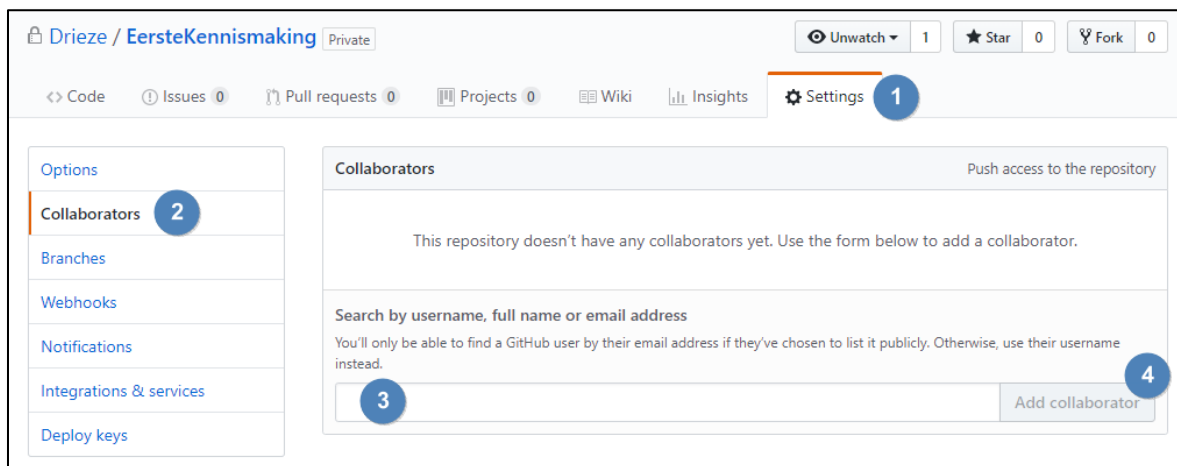 Drieze / EersteKennismaking Private
Unwatch 1 Star 0 Fork 0
<> Code Issues 0 Pull requests 0 Projects 0 Wiki Insights Settings 1
Options
Collaborators 2
Branches
Webhooks
Notifications
Integrations & services
Deploy keys
Collaborators Push access to the repository
This repository doesn't have any collaborators yet. Use the form below to add a collaborator.
Search by username, full name or email address
You'll only be able to find a GitHub user by their email address if they've chosen to list it publicly. Otherwise, use their username
instead.
3 Add collaborator 4